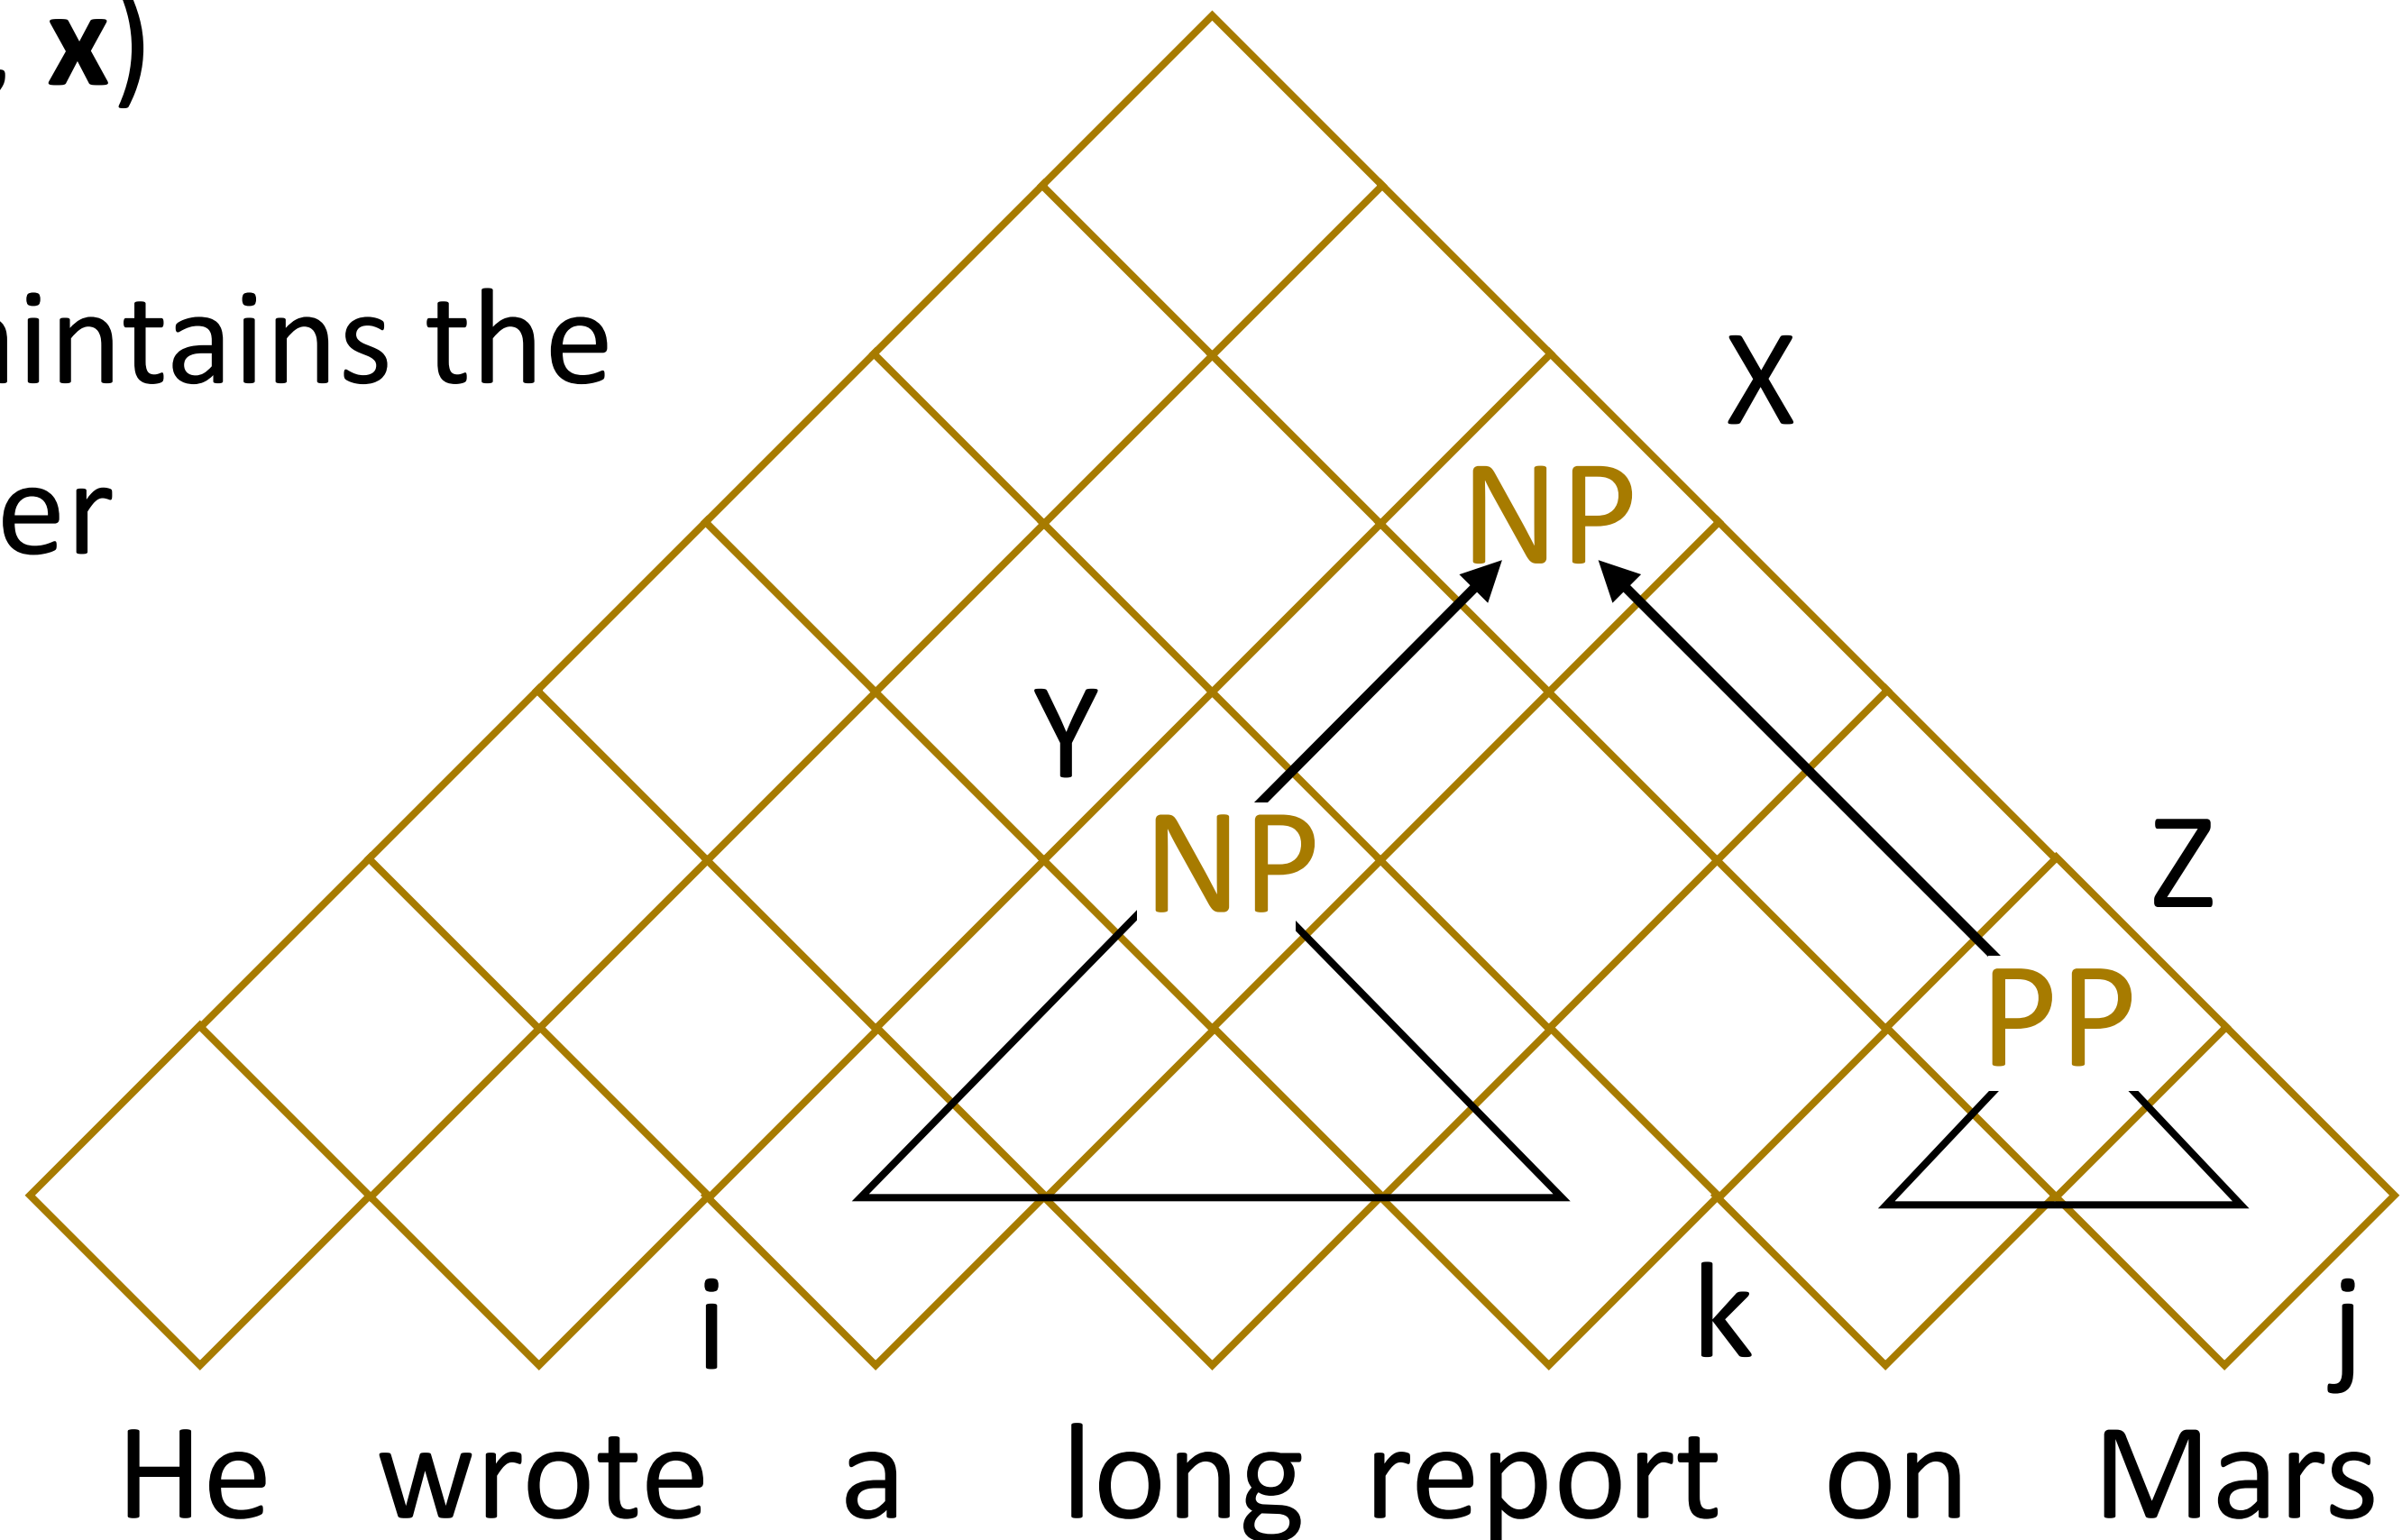 , x)
intains the
X
er
NP
Y
NP
Z
PP
i
k
j
He wrote a long report on Mars